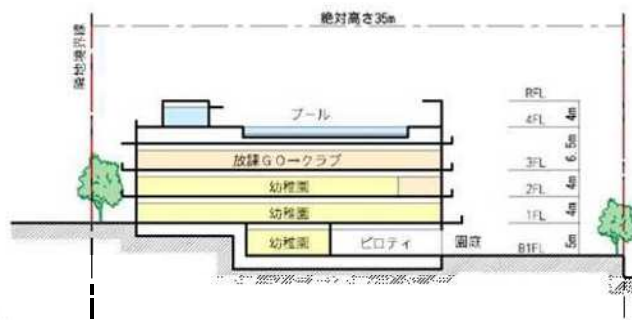 絶対高さ35m
隣地境界線
プール
放課GO→クラブ
幼稚園
幼稚園
幼稚園
ピロティ
園庭
RFL
4FL
3FL
2FL
1FL
B1FL
4m
6.5m
4m
4m
5m